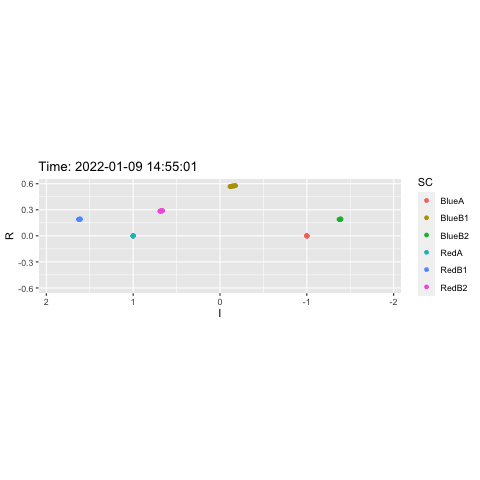 Time: 2022-01-09 14:55:01
SC
0.6
0.3
0.0
-0.3
-0.6
R
2
1
0
-1
-2
I
BlueA
BlueB1
BlueB2
RedA
RedB1
RedB2